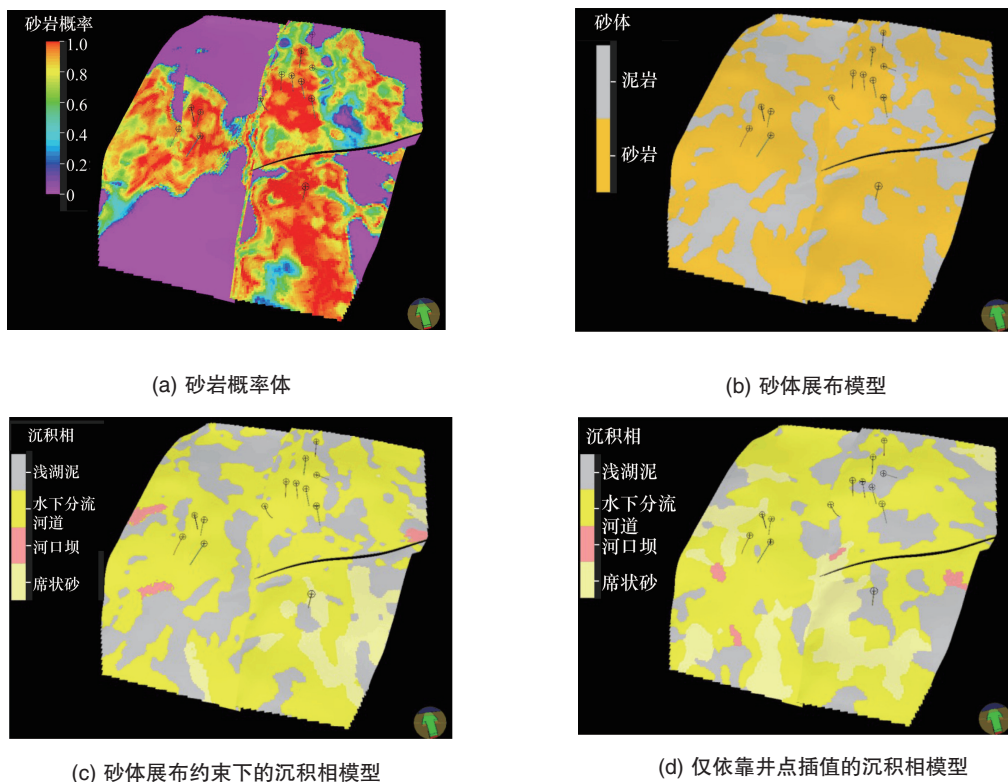 砂岩概率
1.0
0.8
0.6
0.4
0.2
0
(a) 砂岩概率体
砂体
泥岩
砂岩
(b) 砂体展布模型
沉积相
浅湖泥
水下分流
河道
河口坝
席状砂
(c) 砂体展布约束下的沉积相模型
沉积相
浅湖泥
水下分流
河道
河口坝
席状砂
(d) 仅依靠井点插值的沉积相模型